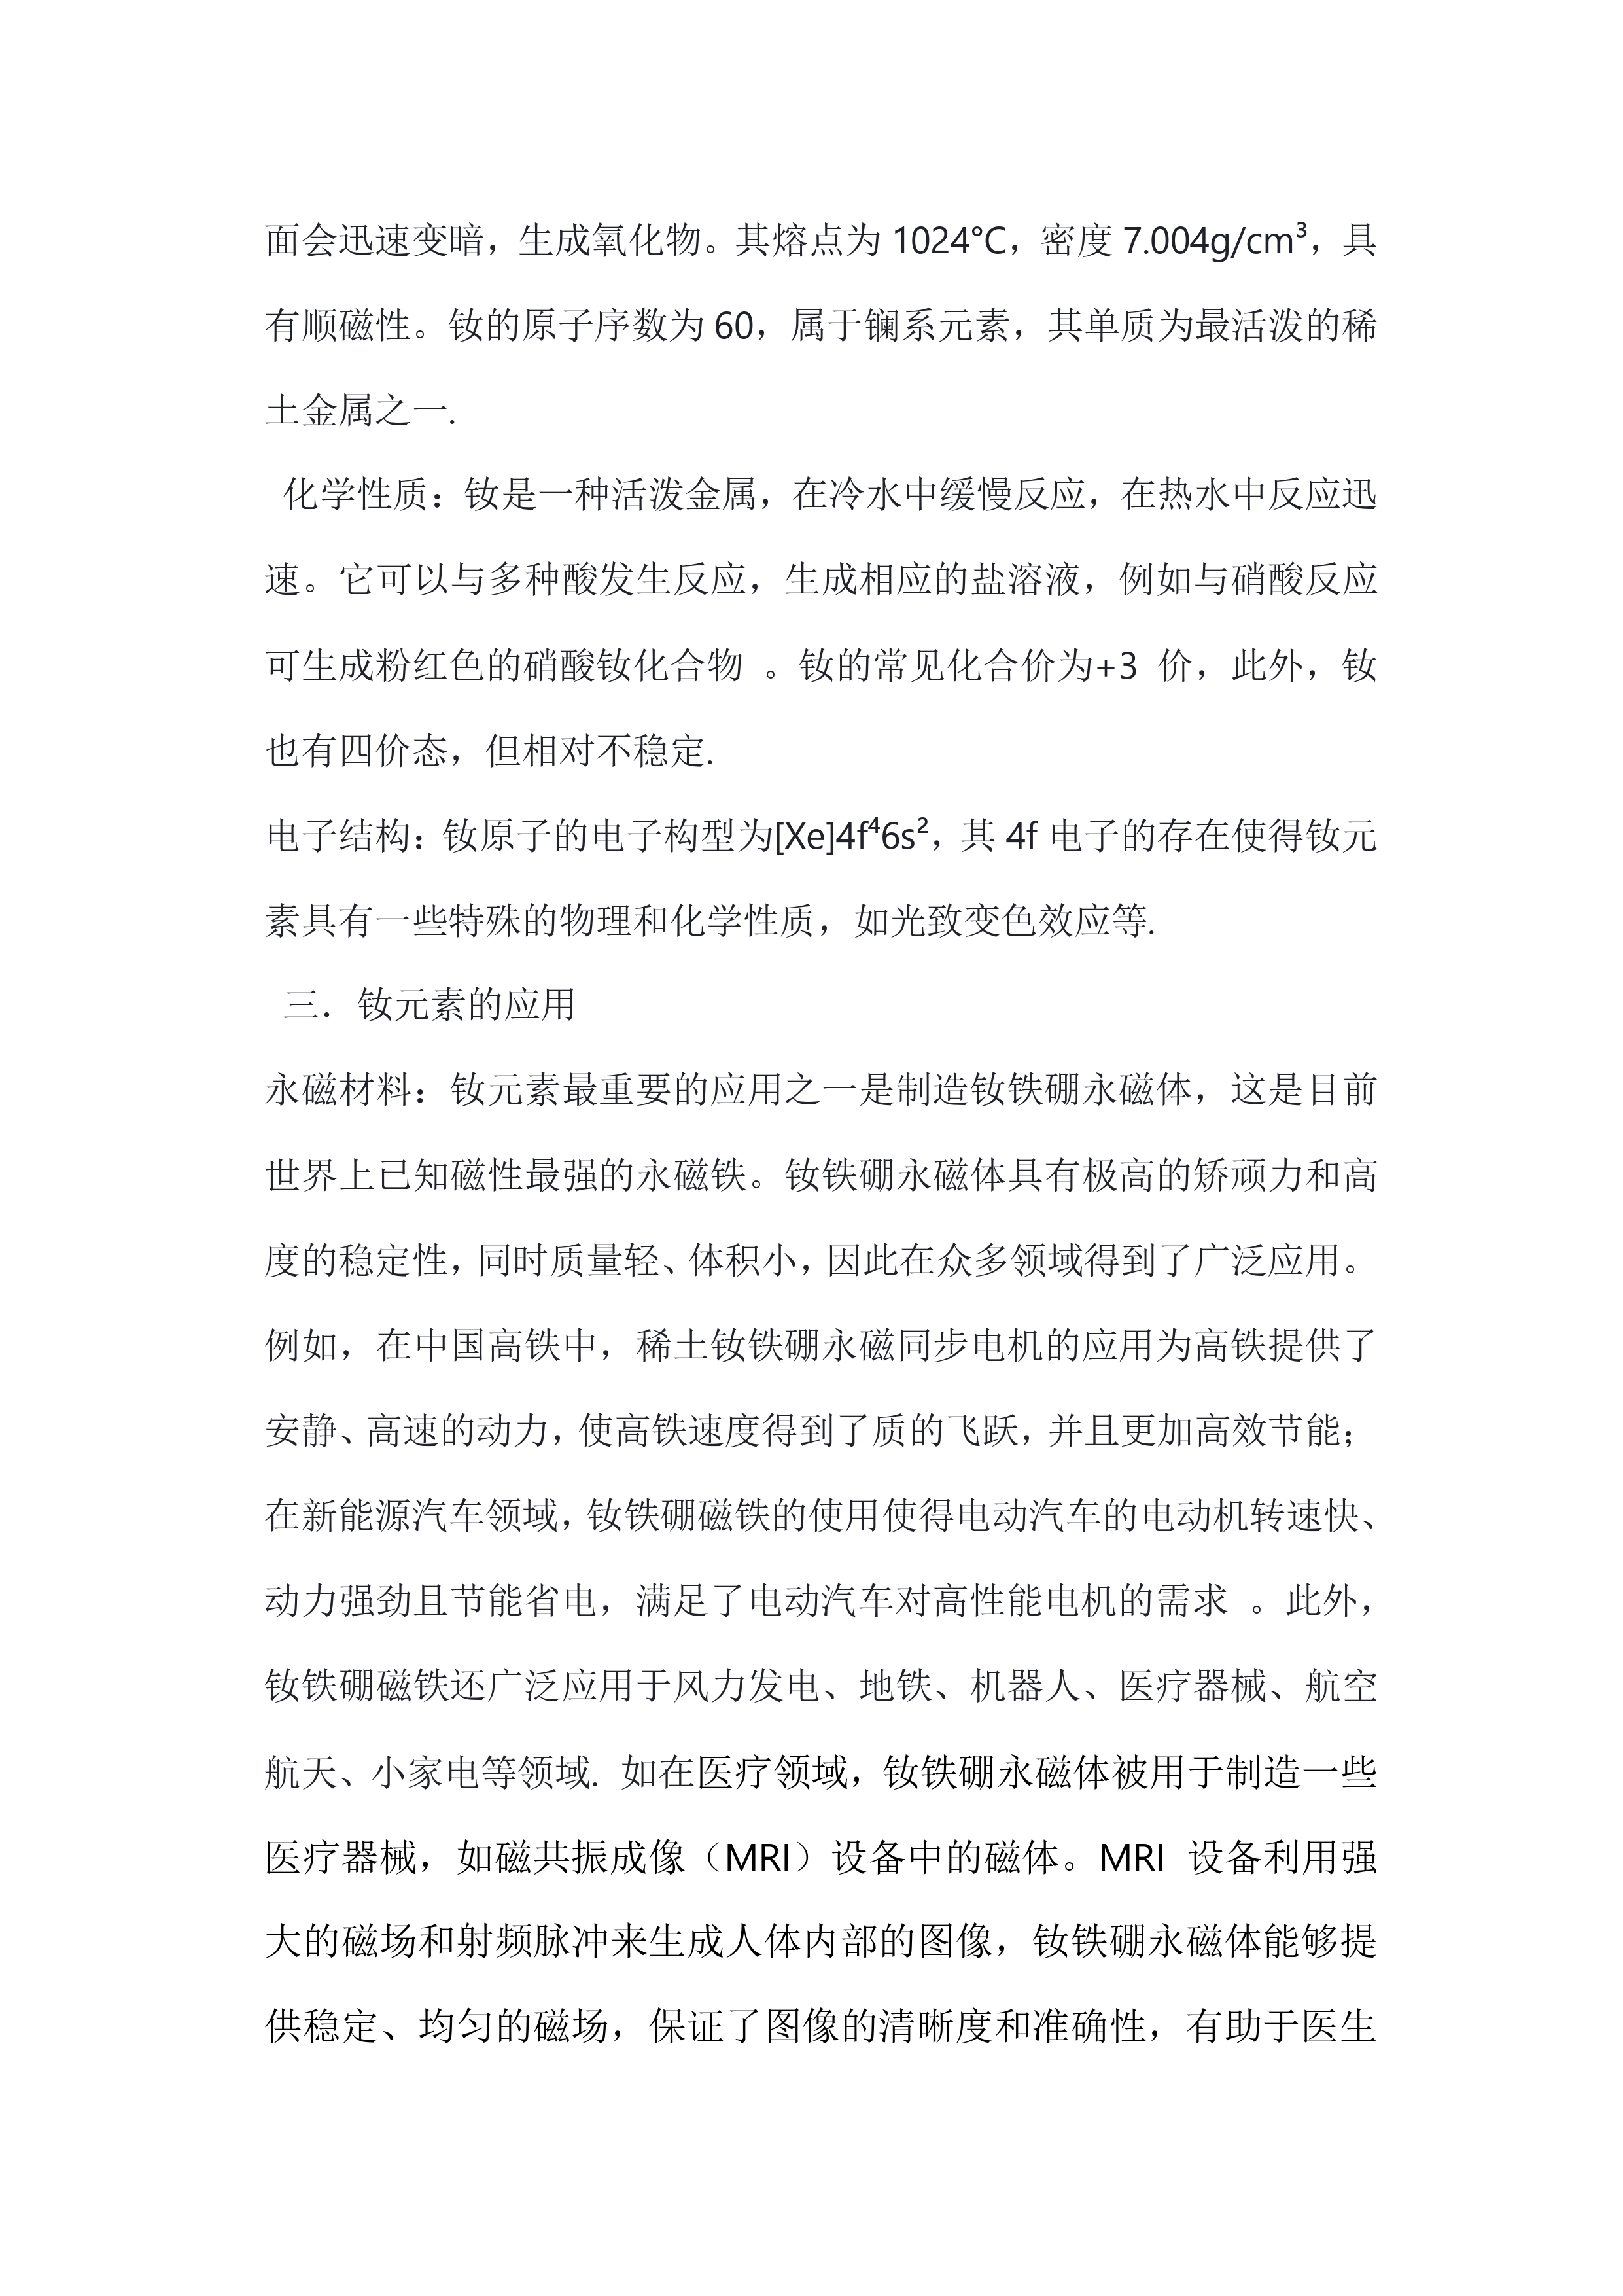 面会迅速变暗，生成氧化物。其熔点为 1024°C，密度 7.004g/cm³，具
有顺磁性。钕的原子序数为 60，属于镧系元素，其单质为最活泼的稀
土金属之一.
化学性质：钕是一种活泼金属，在冷水中缓慢反应，在热水中反应迅
速。它可以与多种酸发生反应，生成相应的盐溶液，例如与硝酸反应
可生成粉红色的硝酸钕化合物 。钕的常见化合价为+3 价，此外，钕
也有四价态，但相对不稳定.
电子结构：钕原子的电子构型为[Xe]4f⁴6s²，其 4f 电子的存在使得钕元
素具有一些特殊的物理和化学性质，如光致变色效应等.
三．钕元素的应用
永磁材料：钕元素最重要的应用之一是制造钕铁硼永磁体，这是目前
世界上已知磁性最强的永磁铁。钕铁硼永磁体具有极高的矫顽力和高
度的稳定性，同时质量轻、体积小，因此在众多领域得到了广泛应用。
例如，在中国高铁中，稀土钕铁硼永磁同步电机的应用为高铁提供了
安静、高速的动力，使高铁速度得到了质的飞跃，并且更加高效节能；
在新能源汽车领域，钕铁硼磁铁的使用使得电动汽车的电动机转速快、
动力强劲且节能省电，满足了电动汽车对高性能电机的需求 。此外，
钕铁硼磁铁还广泛应用于风力发电、地铁、机器人、医疗器械、航空
航天、小家电等领域. 如在医疗领域，钕铁硼永磁体被用于制造一些
医疗器械，如磁共振成像（MRI）设备中的磁体。MRI 设备利用强
大的磁场和射频脉冲来生成人体内部的图像，钕铁硼永磁体能够提
供稳定、均匀的磁场，保证了图像的清晰度和准确性，有助于医生